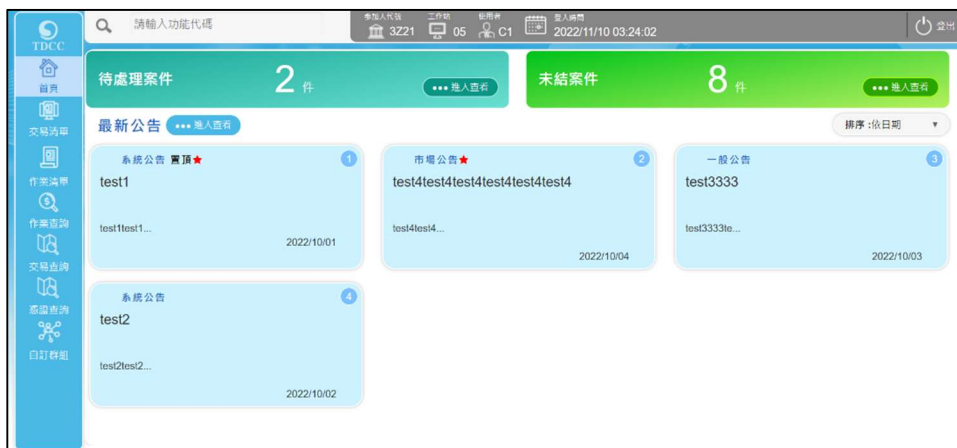 TDCC
首頁
交易清單
作業清單
作業查詢
交易查詢
憑證查詢
自訂群組
請輸入功能代碼
參加人代號 工作站 使用者 登入時間
3Z21 05 C1 2022/11/10 03:24:02
登出
待處理案件 2 件 ●●● 進入查看
未結案件 8 件 ●●● 進入查看
最新公告 ●●● 進入查看
排序 :依日期
系統公告 置頂★ 1
test1
test1test1...
2022/10/01
市場公告★ 2
test4test4test4test4test4test4
test4test4...
2022/10/04
一般公告 3
test3333
test3333te...
2022/10/03
系統公告 4
test2
test2test2...
2022/10/02